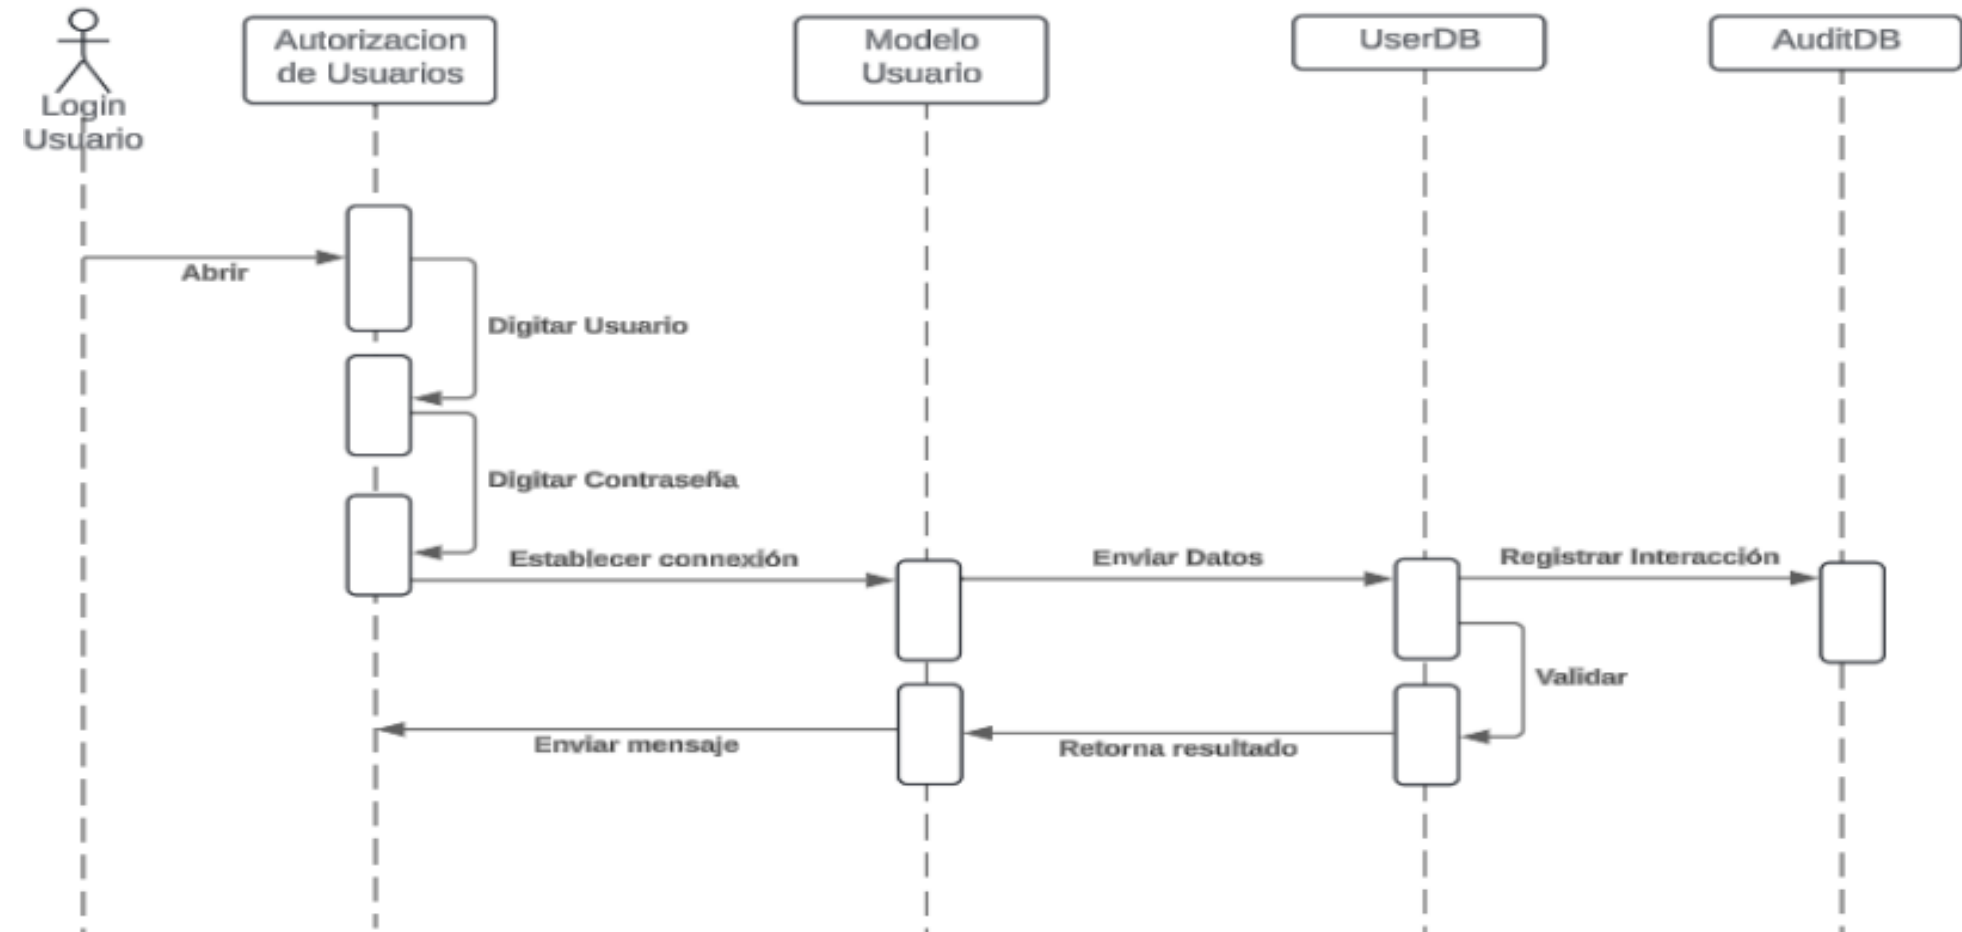 Login
Usuario
Autorizacion
de Usuarios
Modelo
Usuario
UserDB
AuditDB
Abrir
Digitar Usuario
Digitar Contraseña
Establecer connexión
Enviar Datos
Registrar Interacción
Validar
Retorna resultado
Enviar mensaje